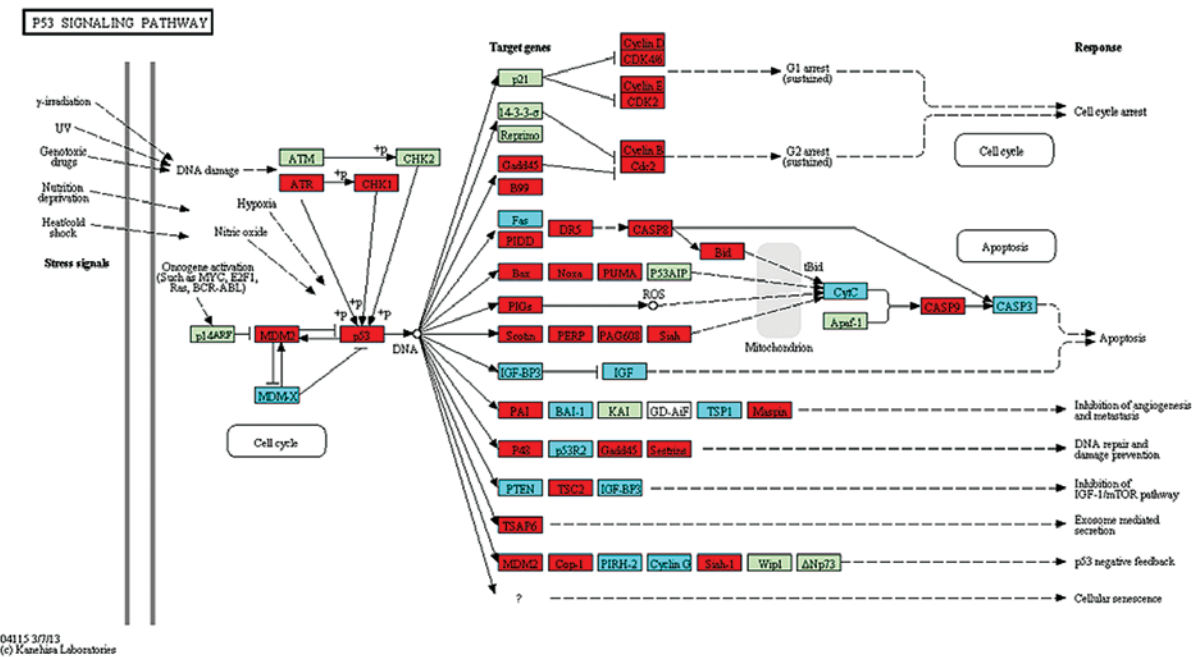 P53 SIGNALING PATHWAY
Target genes
Response
Cyclin D
CDK4/6
p21
G1 arrest
(sustained)
Cyclin E
CDK2
γ-irradiation
UV
Genotoxic
drugs
Nutrition
deprivation
Heat/cold
shock
Stress signals
DNA damage
14-3-3-σ
Reprimo
Cell cycle arrest
ATM
+p
CHK2
ATR
+p
CHK1
Gadd45
B99
Cyclin B
Cdc2
G2 arrest
(sustained)
Cell cycle
Hypoxia
Nitric oxide
Fas
PIDD
DR5
CASP8
Bid
tBid
Apoptosis
Oncogene activation
(Such as MYC, E2F1,
Ras, BCR-ABL)
Bax
Noxa
PUMA
P53AIP
CytC
PIGs
ROS
CASP9
CASP3
Apaf-1
Mitochondrion
+p
+p
+p
p14ARF
MDM2
p53
DNA
Scotin
PERP
PAG608
Siah
Apoptosis
MDM-X
IGF-BP3
IGF
Cell cycle
PAI
BAI-1
KAI
GD-AiF
TSP1
Maspin
Inhibition of angiogenesis
and metastasis
P48
p53R2
Gadd45
Sestrins
DNA repair and
damage prevention
PTEN
TSC2
IGF-BP3
Inhibition of
IGF-1/mTOR pathway
TSAP6
Exosome mediated
secretion
MDM2
Cop-1
PIRH-2
Cyclin G
Siah-1
Wip1
ΔNp73
p53 negative feedback
?
Cellular senescence
04115 3/7/13
(c) Kanehisa Laboratories